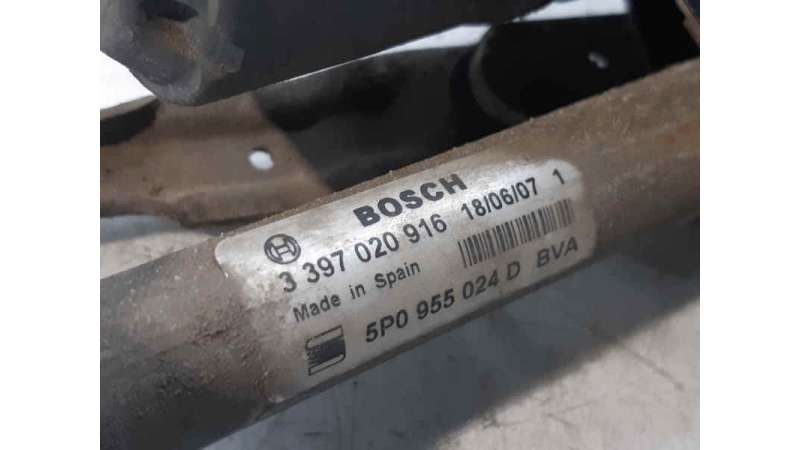 BOSCH
3 397 020 916 18/06/07 1
Made in Spain
5P0 955 024 D BVA